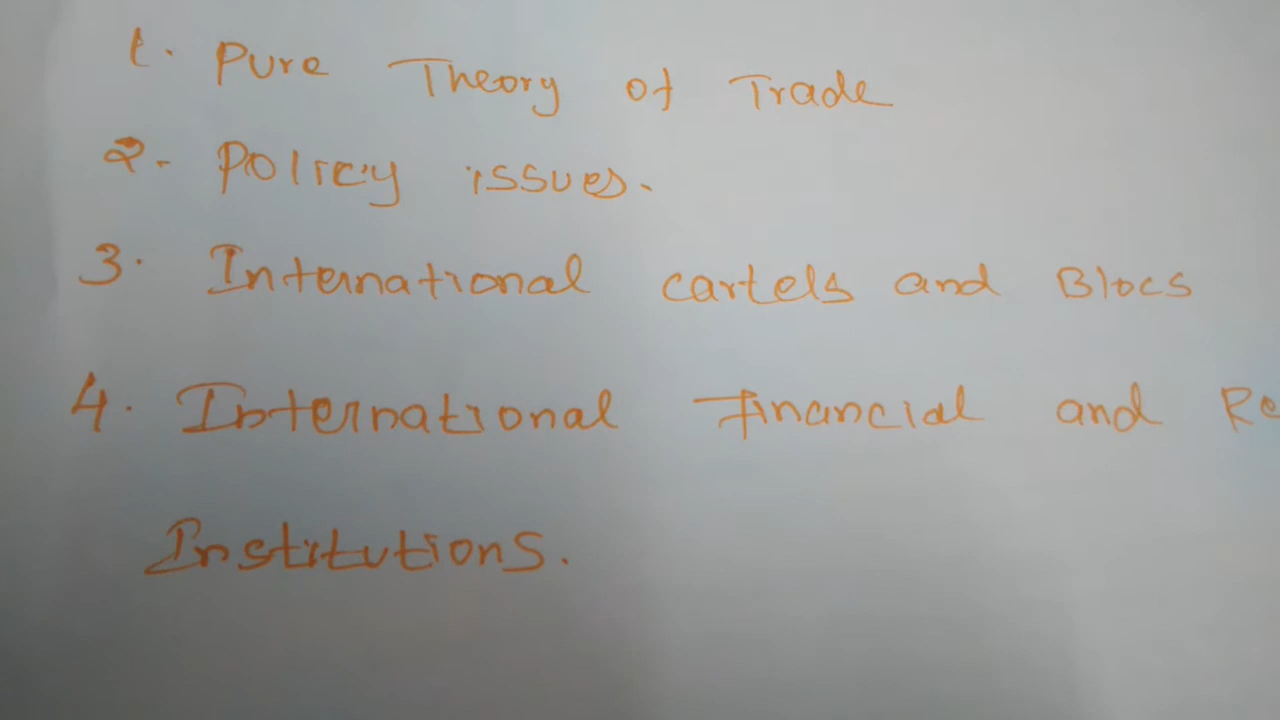 1. Pure Theory of Trade
2. Policy issues.
3. International cartels and Blocs
4. International Financial and
Institutions.